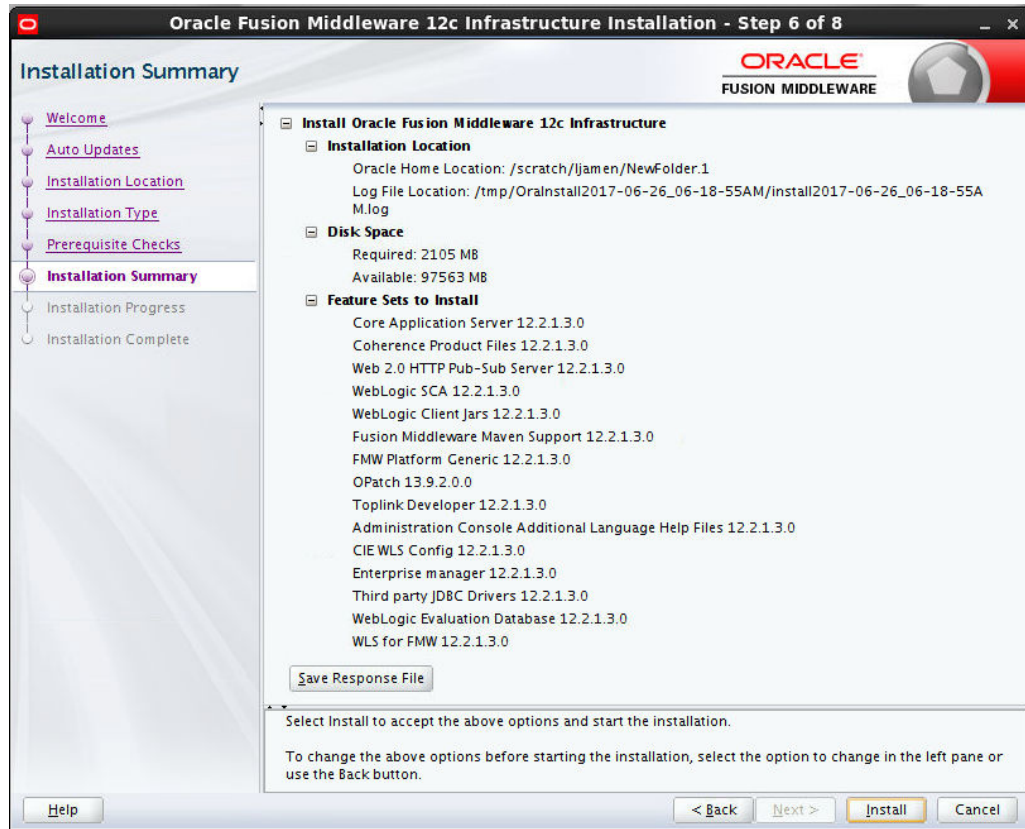 Oracle Fusion Middleware 12c Infrastructure Installation - Step 6 of 8
Installation Summary
ORACLE
FUSION MIDDLEWARE
Welcome
Auto Updates
Installation Location
Installation Type
Prerequisite Checks
Installation Summary
Installation Progress
Installation Complete
Install Oracle Fusion Middleware 12c Infrastructure
Installation Location
Oracle Home Location: /scratch/ljamen/NewFolder.1
Log File Location: /tmp/OraInstall2017-06-26_06-18-55AM/install2017-06-26_06-18-55A
M.log
Disk Space
Required: 2105 MB
Available: 97563 MB
Feature Sets to Install
Core Application Server 12.2.1.3.0
Coherence Product Files 12.2.1.3.0
Web 2.0 HTTP Pub-Sub Server 12.2.1.3.0
WebLogic SCA 12.2.1.3.0
WebLogic Client Jars 12.2.1.3.0
Fusion Middleware Maven Support 12.2.1.3.0
FMW Platform Generic 12.2.1.3.0
OPatch 13.9.2.0.0
Toplink Developer 12.2.1.3.0
Administration Console Additional Language Help Files 12.2.1.3.0
CIE WLS Config 12.2.1.3.0
Enterprise manager 12.2.1.3.0
Third party JDBC Drivers 12.2.1.3.0
WebLogic Evaluation Database 12.2.1.3.0
WLS for FMW 12.2.1.3.0
Save Response File
Select Install to accept the above options and start the installation.
To change the above options before starting the installation, select the option to change in the left pane or
use the Back button.
Help
< Back
Next >
Install
Cancel